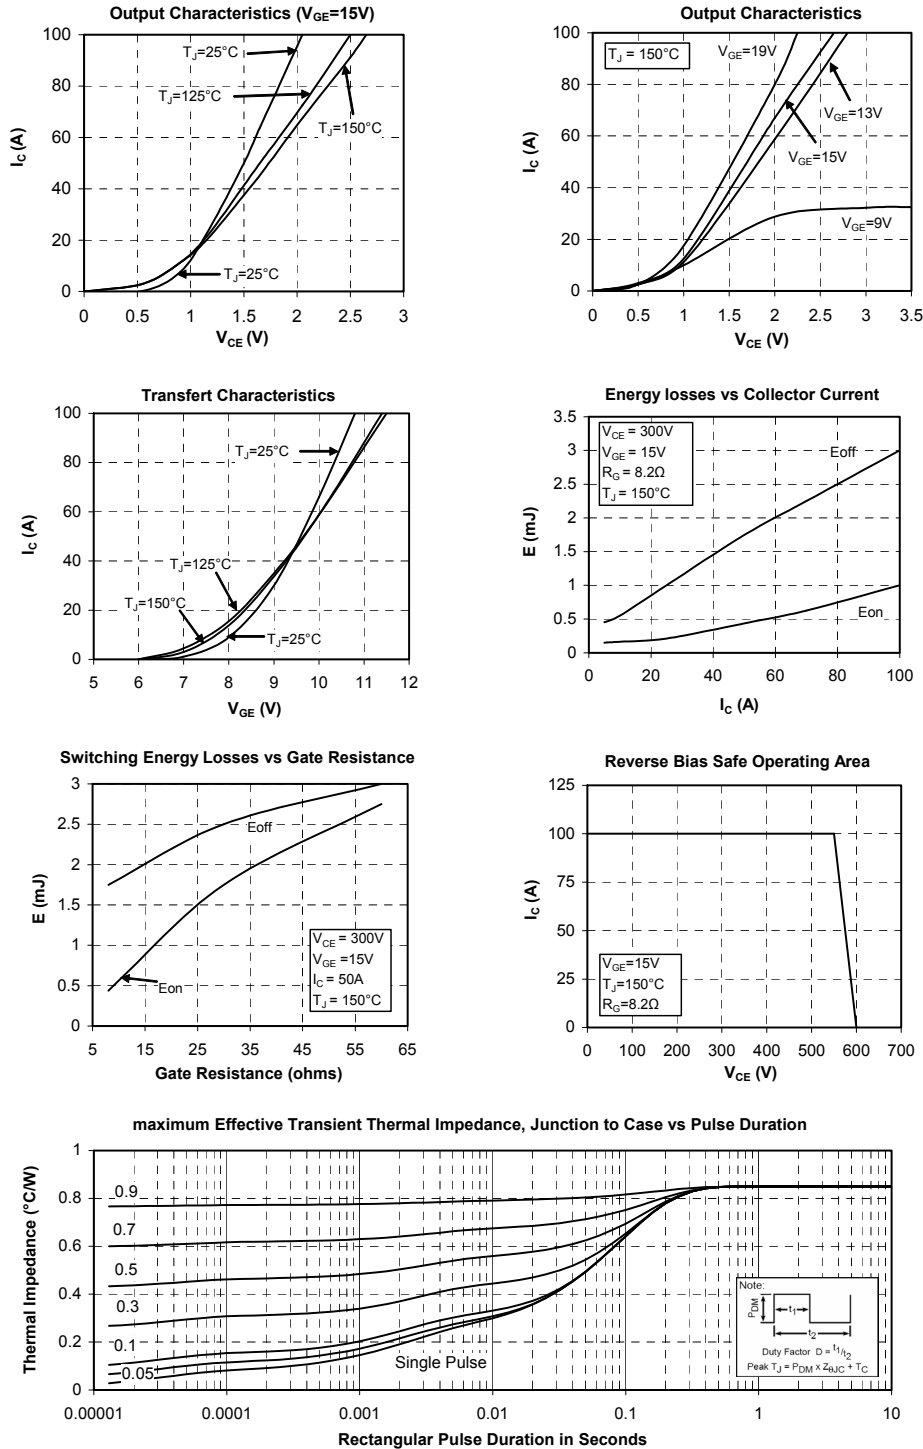 Output Characteristics (VGE=15V)
100
80
60
40
20
0
IC (A)
TJ=25°C
TJ=125°C
TJ=150°C
TJ=25°C
0 0.5 1 1.5 2 2.5 3
VCE (V)
Output Characteristics
100
80
60
40
20
0
IC (A)
TJ = 150°C
VGE=19V
VGE=13V
VGE=15V
VGE=9V
0 0.5 1 1.5 2 2.5 3 3.5
VCE (V)
Transfert Characteristics
100
80
60
40
20
0
IC (A)
TJ=25°C
TJ=125°C
TJ=150°C
TJ=25°C
5 6 7 8 9 10 11 12
VGE (V)
Energy losses vs Collector Current
3.5
3
2.5
2
1.5
1
0.5
0
E (mJ)
VCE = 300V
VGE = 15V
RG = 8.2Ω
TJ = 150°C
Eoff
Eon
0 20 40 60 80 100
IC (A)
Switching Energy Losses vs Gate Resistance
3
2.5
2
1.5
1
0.5
0
E (mJ)
Eoff
Eon
VCE = 300V
VGE =15V
IC = 50A
TJ = 150°C
5 15 25 35 45 55 65
Gate Resistance (ohms)
Reverse Bias Safe Operating Area
125
100
75
50
25
0
IC (A)
VGE=15V
TJ=150°C
RG=8.2Ω
0 100 200 300 400 500 600 700
VCE (V)
maximum Effective Transient Thermal Impedance, Junction to Case vs Pulse Duration
1
0.8
0.6
0.4
0.2
0
Thermal Impedance (°C/W)
0.9
0.7
0.5
0.3
0.1
0.05
Single Pulse
Note:
PDM
t1
t2
Duty Factor D = t1/t2
Peak TJ = PDM x ZθJC + TC
0.00001 0.0001 0.001 0.01 0.1 1 10
Rectangular Pulse Duration in Seconds